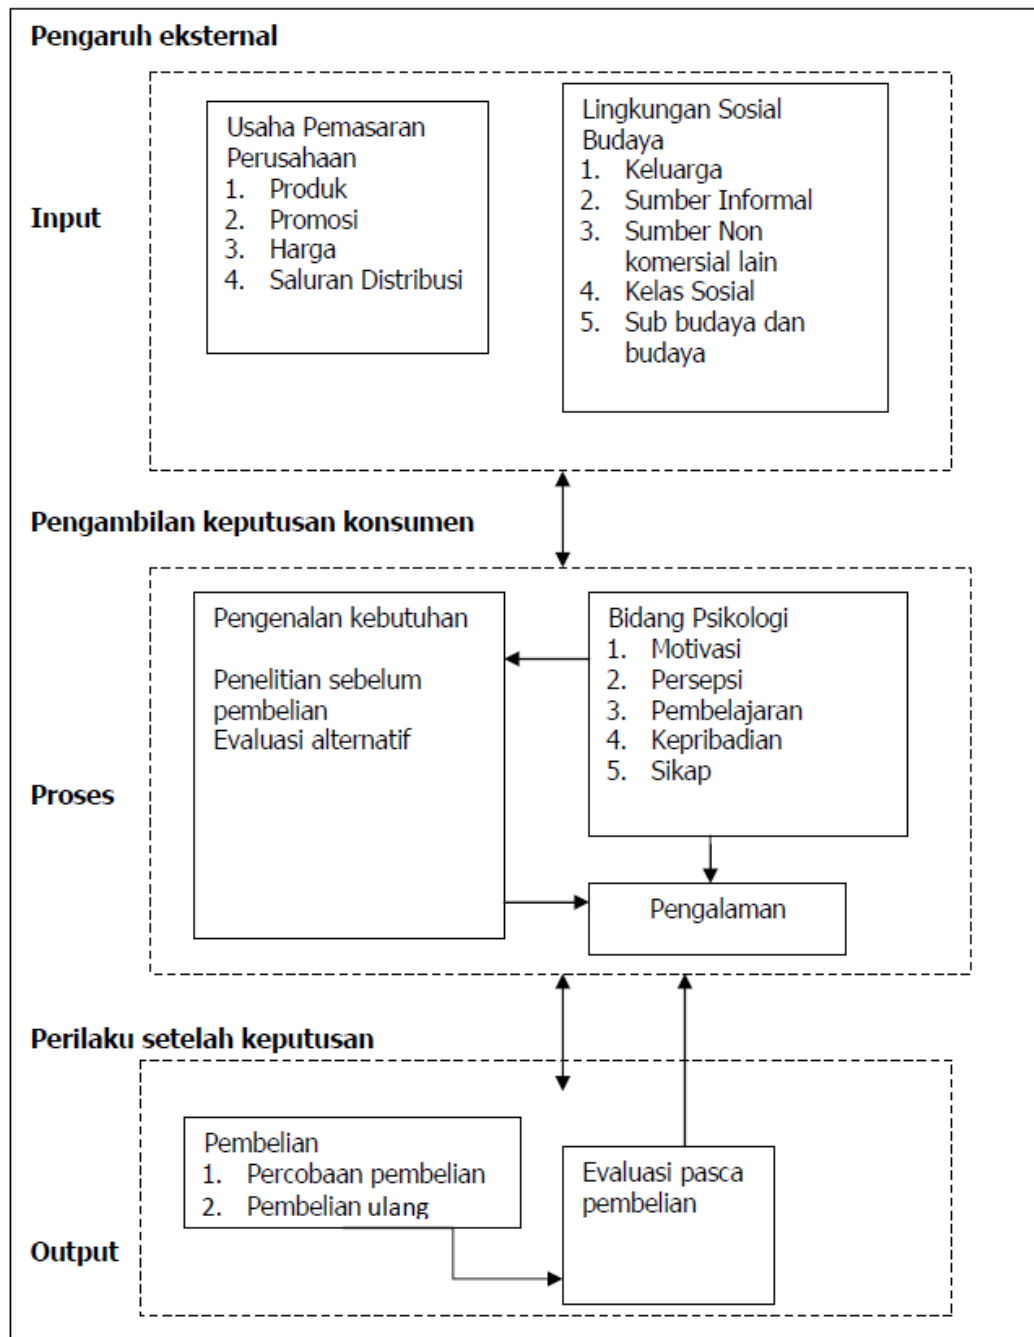 Pengaruh eksternal
Usaha Pemasaran
Perusahaan
1. Produk
2. Promosi
3. Harga
4. Saluran Distribusi
Lingkungan Sosial
Budaya
1. Keluarga
2. Sumber Informal
3. Sumber Non
komersial lain
4. Kelas Sosial
5. Sub budaya dan
budaya
Input
Pengambilan keputusan konsumen
Pengenalan kebutuhan
Penelitian sebelum
pembelian
Evaluasi alternatif
Bidang Psikologi
1. Motivasi
2. Persepsi
3. Pembelajaran
4. Kepribadian
5. Sikap
Proses
Pengalaman
Perilaku setelah keputusan
Pembelian
1. Percobaan pembelian
2. Pembelian ulang
Evaluasi pasca
pembelian
Output